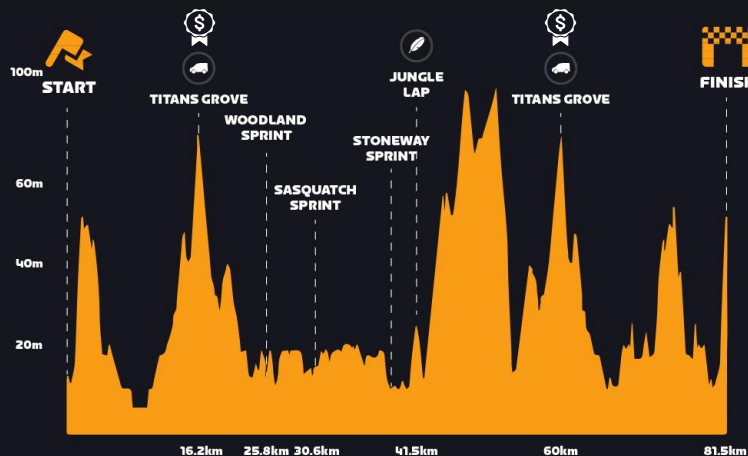 $
$
100m
START
TITANS GROVE
WOODLAND
SPRINT
SASQUATCH
SPRINT
STONEWAY
SPRINT
JUNGLE
LAP
TITANS GROVE
FINISH
60m
40m
20m
16.2km
25.8km
30.6km
41.5km
60km
81.5km